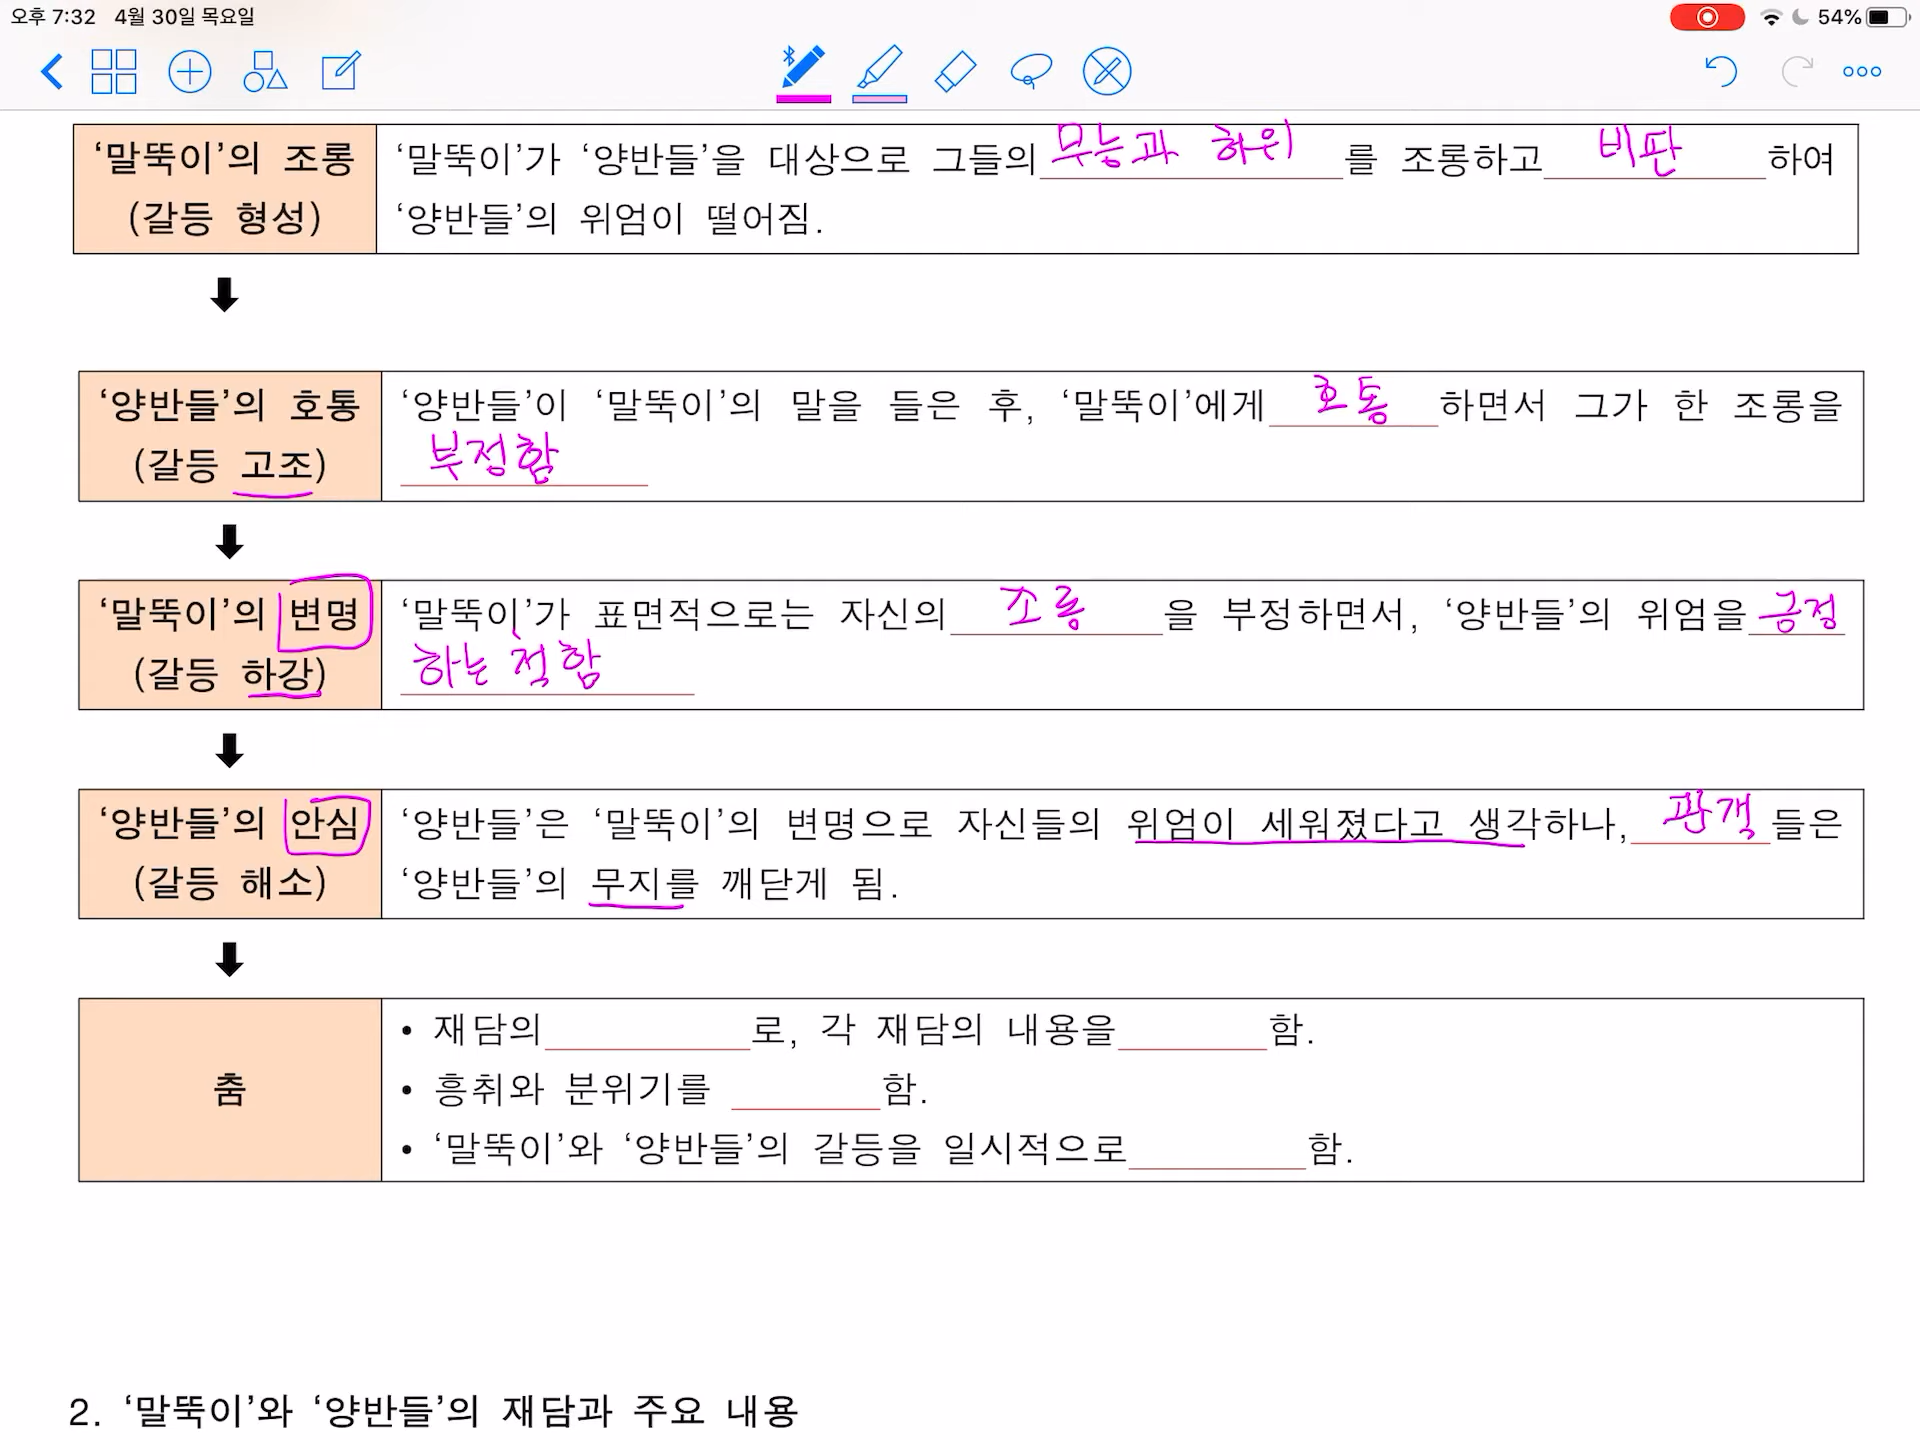 오후 7:32 4월 30일 목요일 54%
‘말뚝이’의 조롱
(갈등 형성)
‘말뚝이’가 ‘양반들’을 대상으로 그들의 무능과 허위 를 조롱하고 비판 하여
‘양반들’의 위엄이 떨어짐.
‘양반들’의 호통
(갈등 고조)
‘양반들’이 ‘말뚝이’의 말을 들은 후, ‘말뚝이’에게 호통 하면서 그가 한 조롱을
부정함
‘말뚝이’의 변명
(갈등 하강)
‘말뚝이’가 표면적으로는 자신의 조롱 을 부정하면서, ‘양반들’의 위엄을 긍정
하는 척함
‘양반들’의 안심
(갈등 해소)
‘양반들’은 ‘말뚝이’의 변명으로 자신들의 위엄이 세워졌다고 생각하나, 관객 들은
‘양반들’의 무지를 깨닫게 됨.
춤
• 재담의 로, 각 재담의 내용을 함.
• 흥취와 분위기를 함.
• ‘말뚝이’와 ‘양반들’의 갈등을 일시적으로 함.
2. ‘말뚝이’와 ‘양반들’의 재담과 주요 내용